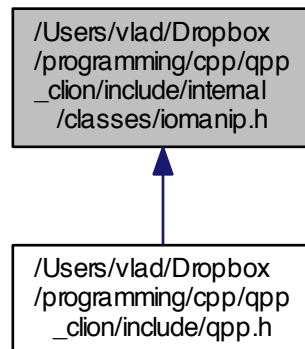 /Users/vlad/Dropbox
/programming/cpp/qpp
_clion/include/internal
/classes/iomanip.h
/Users/vlad/Dropbox
/programming/cpp/qpp
_clion/include/qpp.h